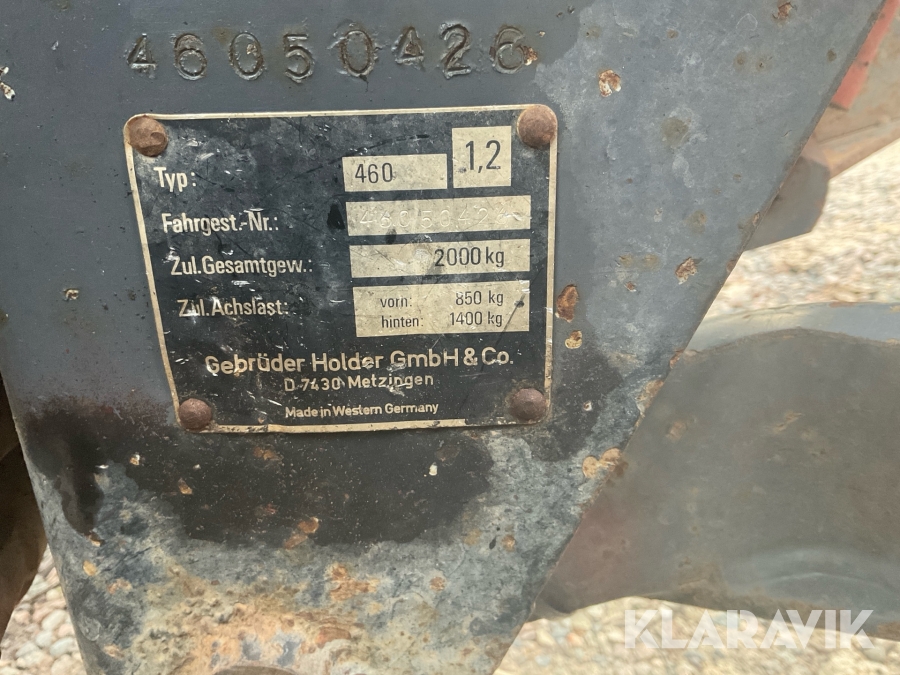 46050426
Typ: 460 1,2
Fahrgest.-Nr.: 46050426
Zul.Gesamtgew.: 2000 kg
Zul.Achslast: vorn: 850 kg
hinten: 1400 kg
Gebrüder Holder GmbH & Co.
D-7430 Metzingen
Made in Western Germany
KLARAVIK